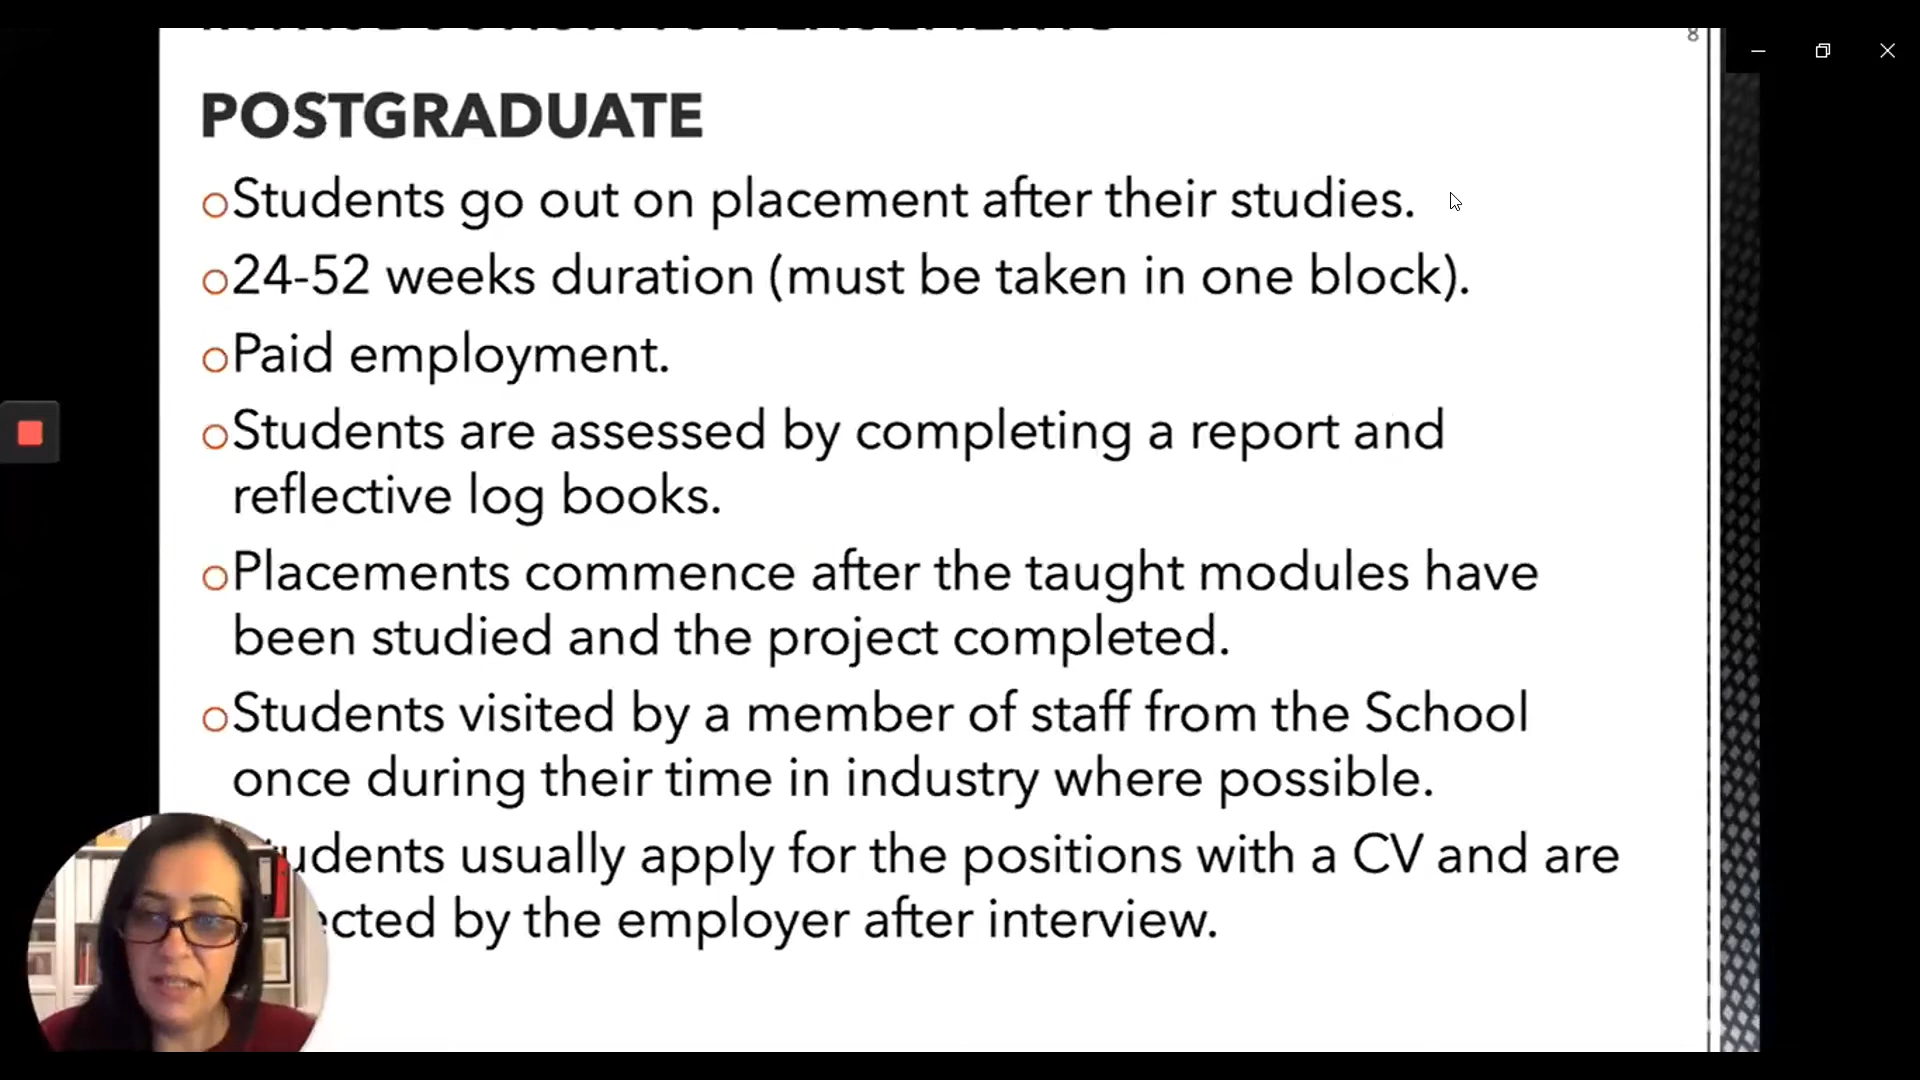 8
POSTGRADUATE
oStudents go out on placement after their studies.
o24-52 weeks duration (must be taken in one block).
oPaid employment.
oStudents are assessed by completing a report and
reflective log books.
oPlacements commence after the taught modules have
been studied and the project completed.
oStudents visited by a member of staff from the School
once during their time in industry where possible.
usually apply for the positions with a CV and are
by the employer after interview.